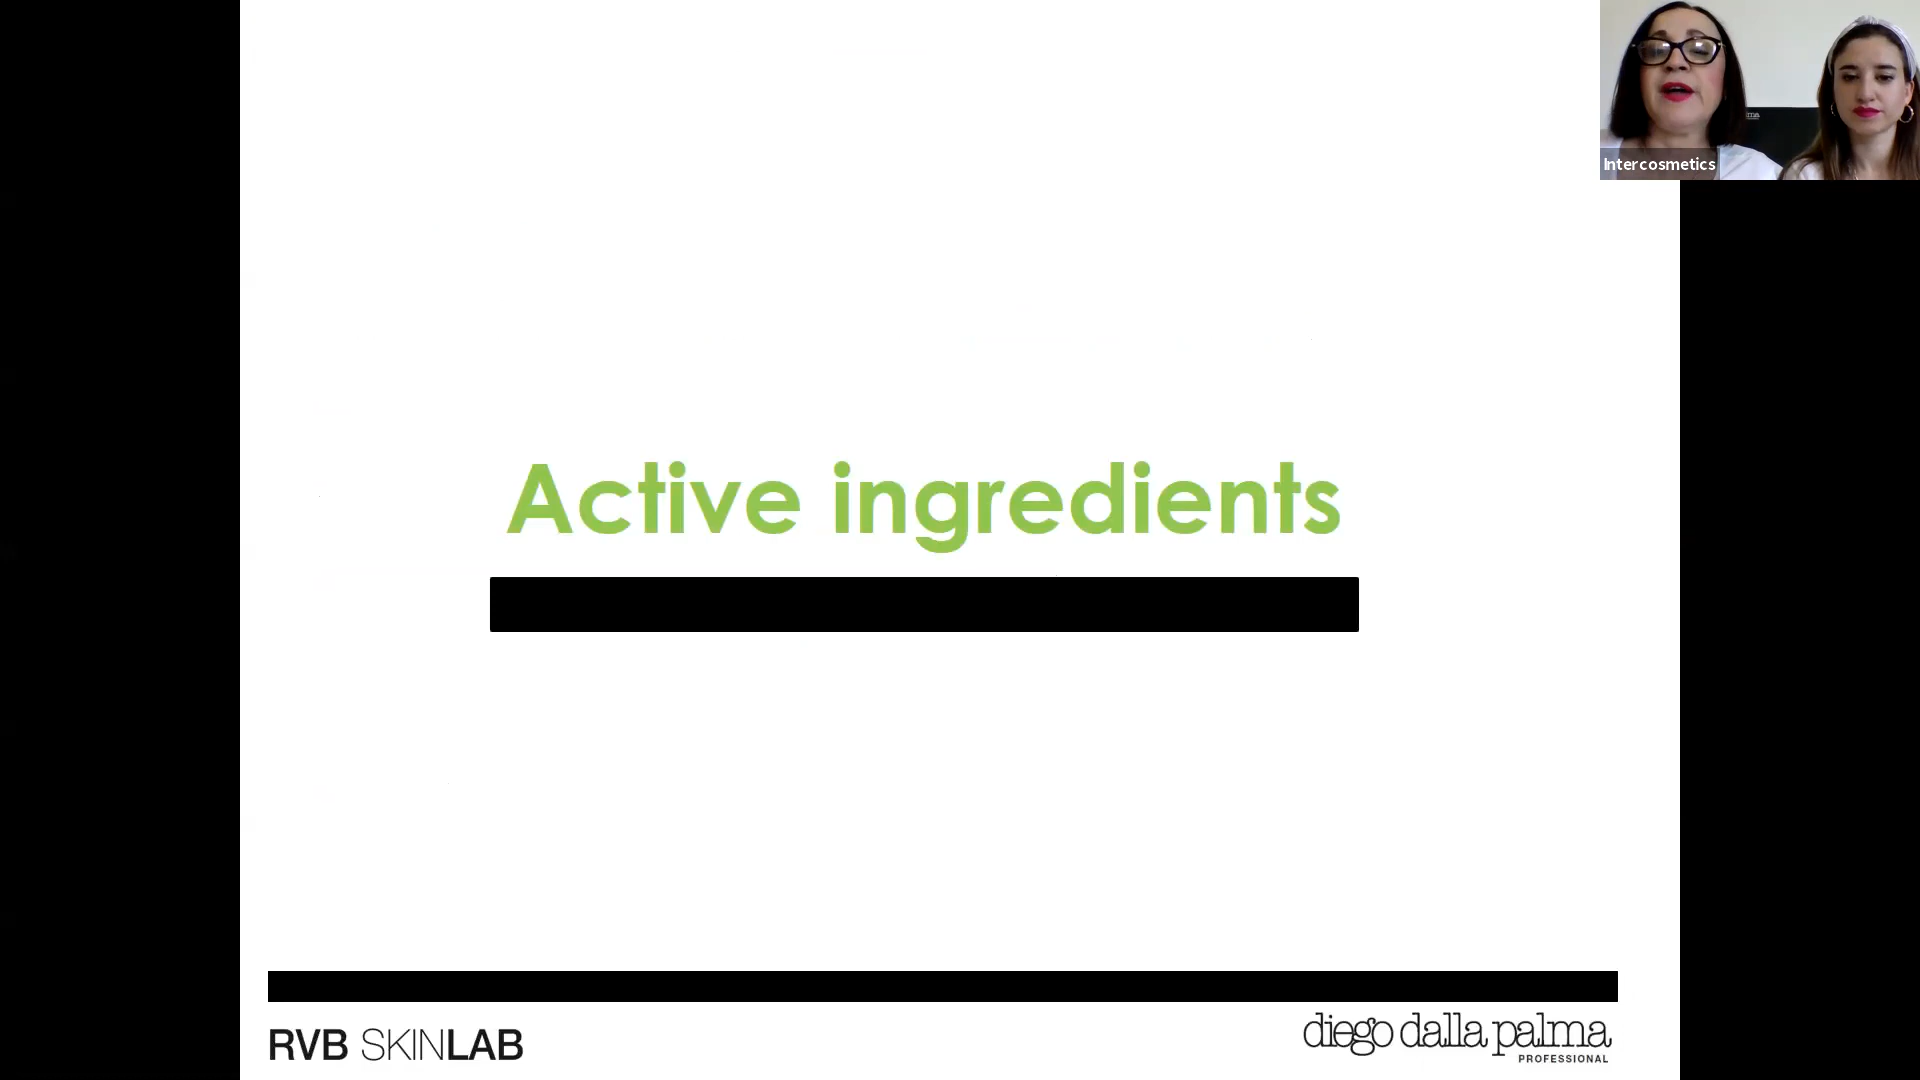 Intercosmetics
Active ingredients
RVB SKINLAB
diego dalla palma
PROFESSIONAL